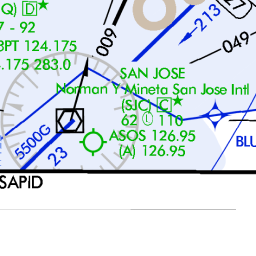 Q) D★
7 - 92
BPT 124.175
.175 283.0
009
213
049
SAN JOSE
Norman Y Mineta San Jose Intl
(SJC) C★
62 Ⓛ 110
ASOS 126.95
(A) 126.95
5500G
23
BLU
SAPID